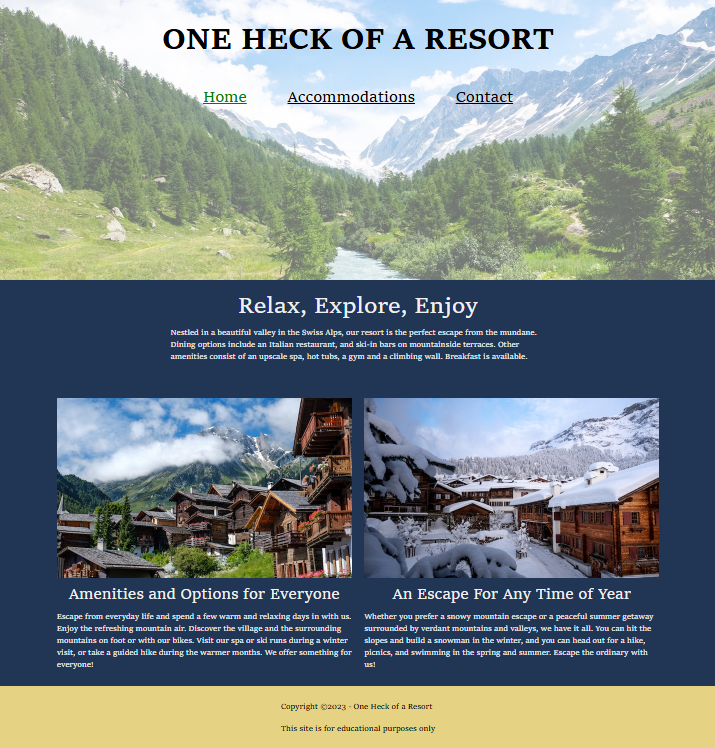 ONE HECK OF A RESORT
Home Accommodations Contact
Relax, Explore, Enjoy
Nestled in a beautiful valley in the Swiss Alps, our resort is the perfect escape from the mundane.
Dining options include an Italian restaurant, and ski-in bars on mountainside terraces. Other
amenities consist of an upscale spa, hot tubs, a gym and a climbing wall. Breakfast is available.
Amenities and Options for Everyone
Escape from everyday life and spend a few warm and relaxing days in with us.
Enjoy the refreshing mountain air. Discover the village and the surrounding
mountains on foot or with our bikes. Visit our spa or ski runs during a winter
visit, or take a guided hike during the warmer months. We offer something for
everyone!
An Escape For Any Time of Year
Whether you prefer a snowy mountain escape or a peaceful summer getaway
surrounded by verdant mountains and valleys, we have it all. You can hit the
slopes and build a snowman in the winter, and you can head out for a hike,
picnics, and swimming in the spring and summer. Escape the ordinary with
us!
Copyright ©2023 - One Heck of a Resort
This site is for educational purposes only